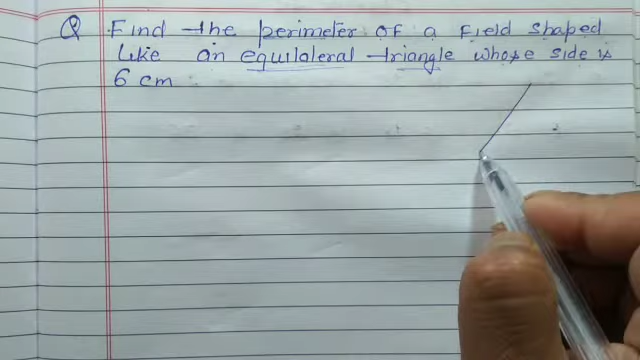 Q Find the perimeter of a field shaped
like an equilateral triangle whose side is
6 cm